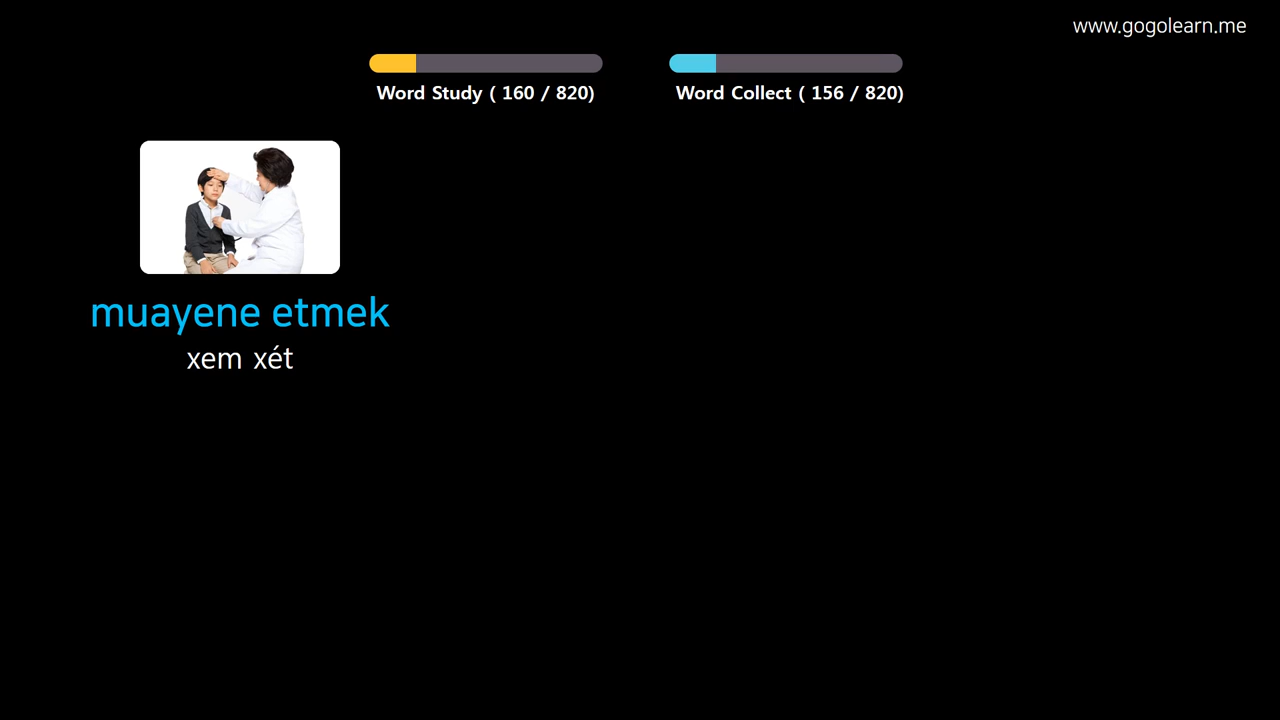 www.gogolearn.me
Word Study ( 160 / 820)
Word Collect ( 156 / 820)
muayene etmek
xem xét